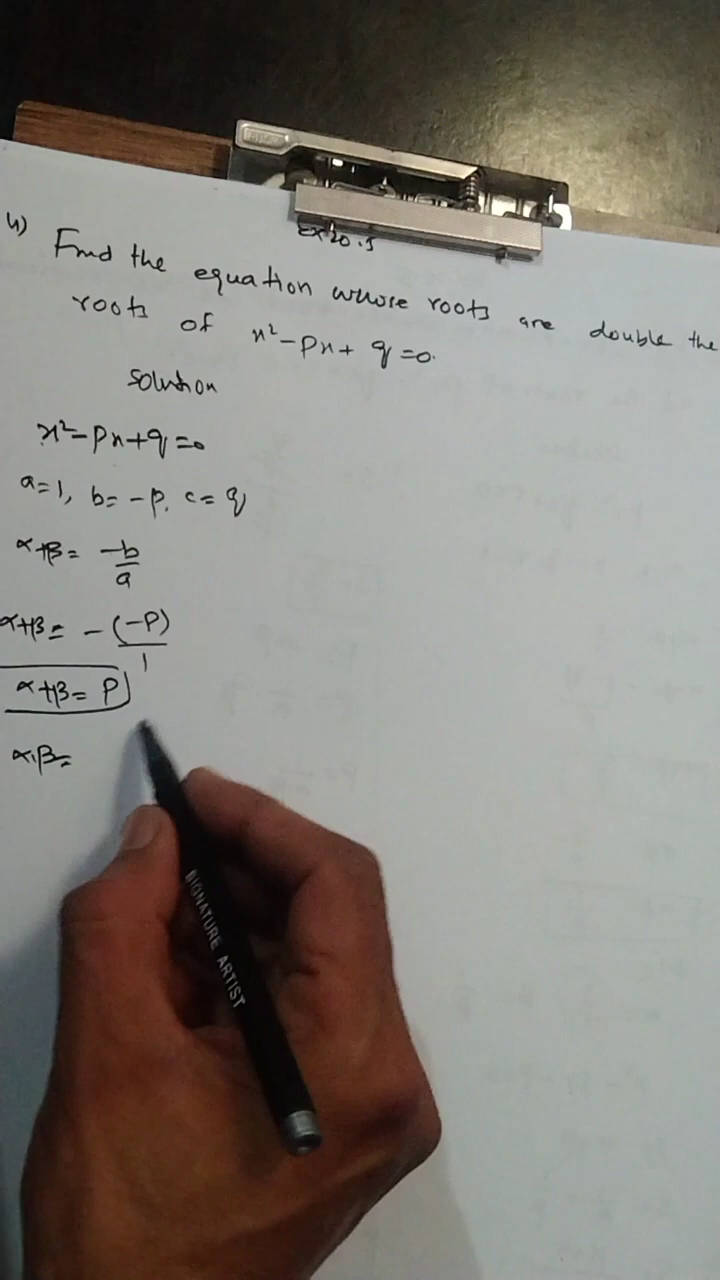 Ex 20.5
4) Find the equation whose roots are double the
roots of x²-px+q=0.
Solution
x²-px+q=0
a=1, b=-p, c=q
α+β= -b/a
α+β= -(-p)/1
α+β= p
α.β=
SIGNATURE ARTIST